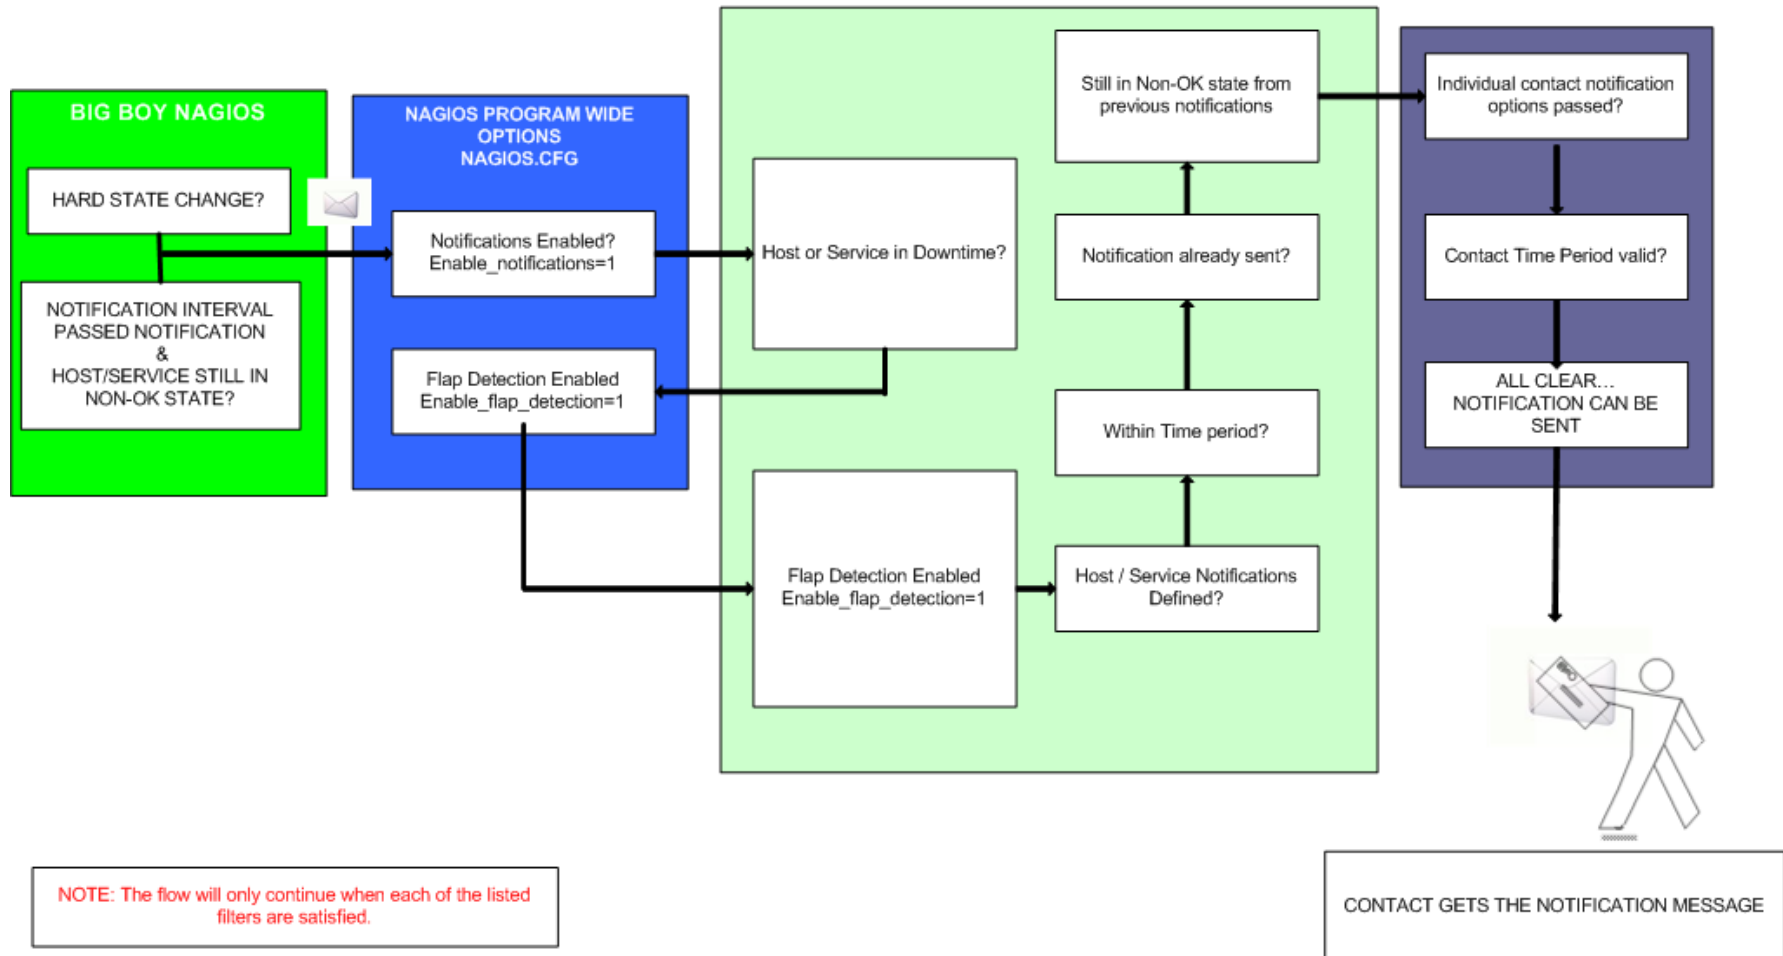 BIG BOY NAGIOS
HARD STATE CHANGE?
NOTIFICATION INTERVAL
PASSED NOTIFICATION
&
HOST/SERVICE STILL IN
NON-OK STATE?
NAGIOS PROGRAM WIDE
OPTIONS
NAGIOS.CFG
Notifications Enabled?
Enable_notifications=1
Flap Detection Enabled
Enable_flap_detection=1
Host or Service in Downtime?
Flap Detection Enabled
Enable_flap_detection=1
Still in Non-OK state from
previous notifications
Notification already sent?
Within Time period?
Host / Service Notifications
Defined?
Individual contact notification
options passed?
Contact Time Period valid?
ALL CLEAR...
NOTIFICATION CAN BE
SENT
NOTE: The flow will only continue when each of the listed
filters are satisfied.
CONTACT GETS THE NOTIFICATION MESSAGE